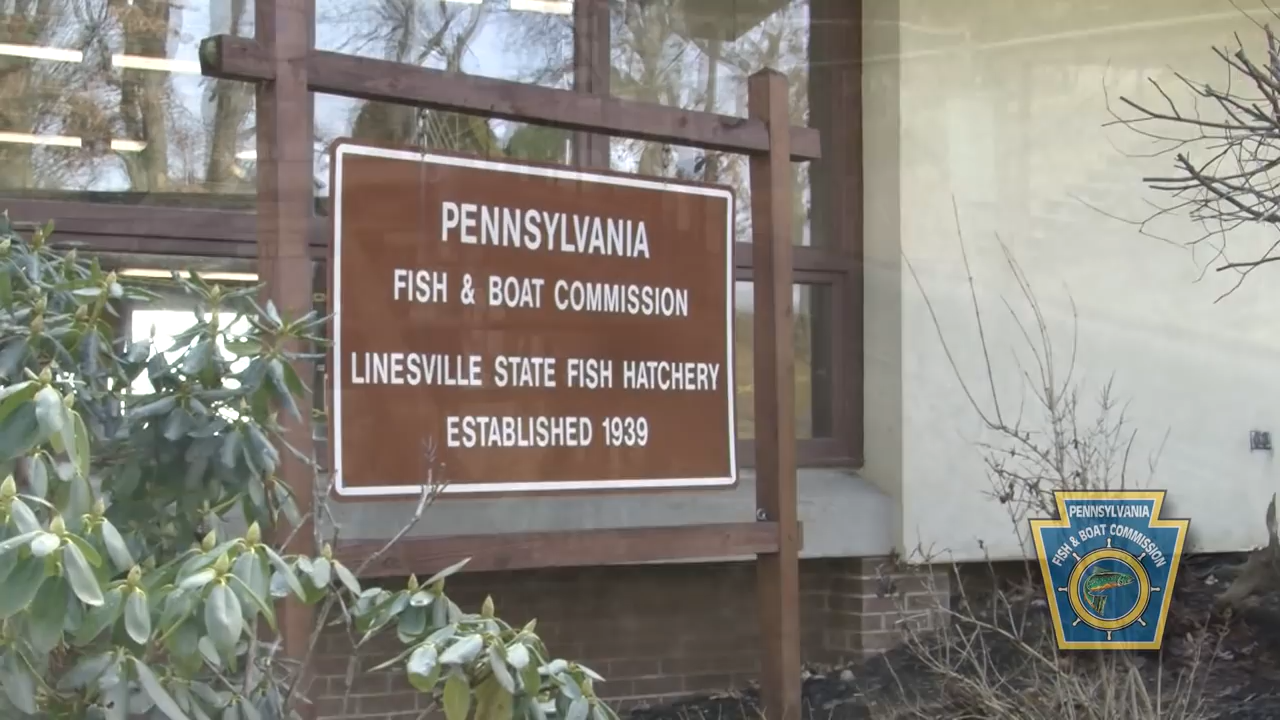 PENNSYLVANIA
FISH & BOAT COMMISSION
LINESVILLE STATE FISH HATCHERY
ESTABLISHED 1939
PENNSYLVANIA
FISH & BOAT COMMISSION